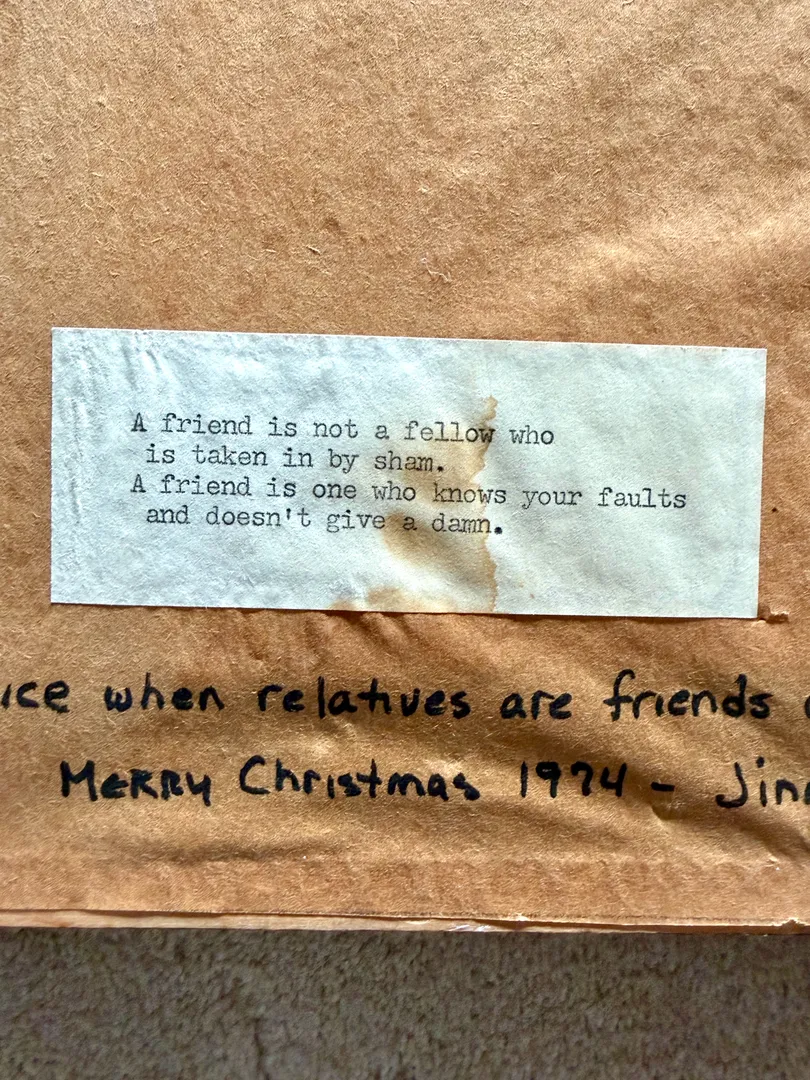 A friend is not a fellow who
is taken in by sham.
A friend is one who knows your faults
and doesn't give a damn.
when relatives are friends
Merry Christmas 1974 -